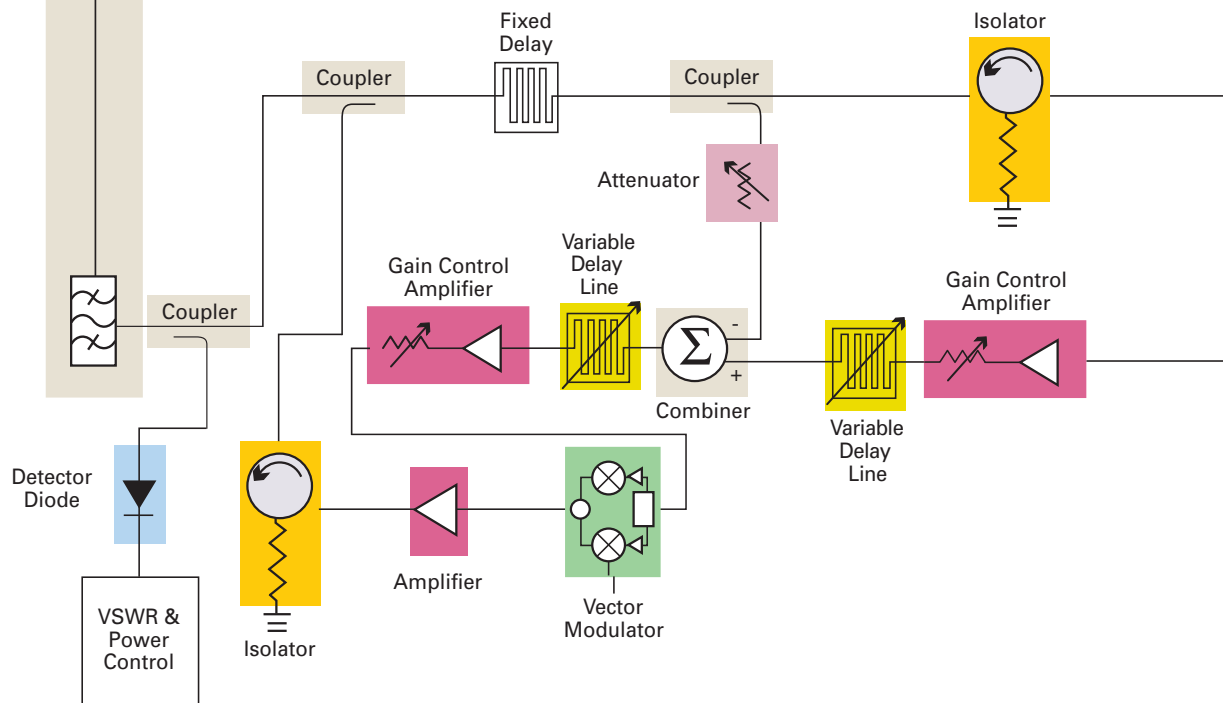 Isolator
Fixed
Delay
Coupler
Coupler
Attenuator
Variable
Delay
Line
Gain Control
Amplifier
Gain Control
Amplifier
Coupler
-
Σ
+
Combiner
Variable
Delay
Line
Detector
Diode
Amplifier
Vector
Modulator
VSWR &
Power
Control
Isolator